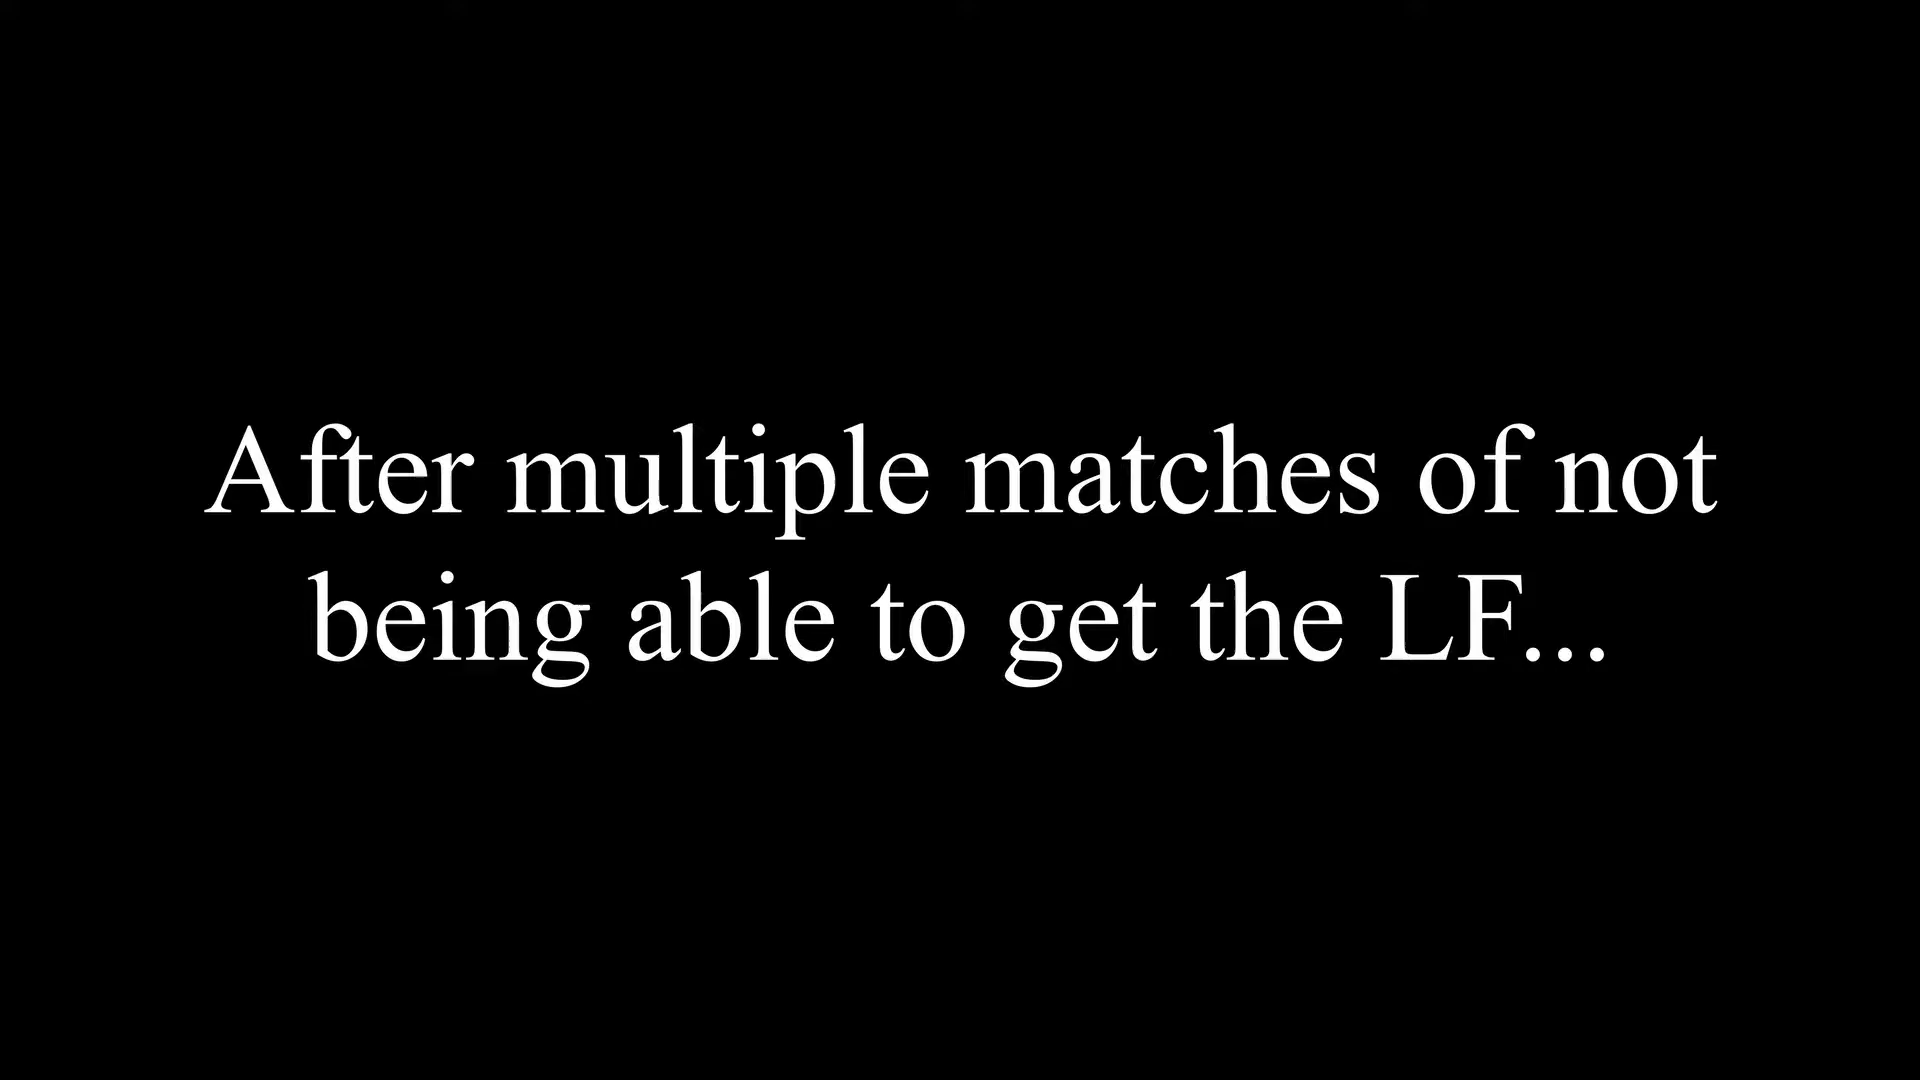 After multiple matches of not
being able to get the LF...